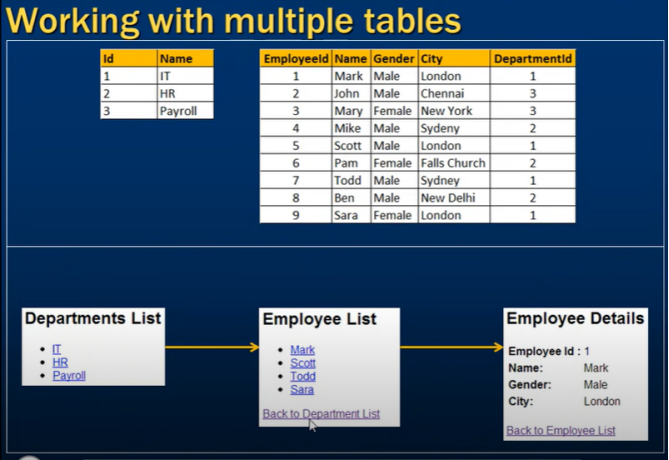 Working with multiple tables
Id Name
1 IT
2 HR
3 Payroll
EmployeeId Name Gender City DepartmentId
1 Mark Male London 1
2 John Male Chennai 3
3 Mary Female New York 3
4 Mike Male Sydeny 2
5 Scott Male London 1
6 Pam Female Falls Church 2
7 Todd Male Sydney 1
8 Ben Male New Delhi 2
9 Sara Female London 1
Departments List
• IT
• HR
• Payroll
Employee List
• Mark
• Scott
• Todd
• Sara
Back to Department List
Employee Details
Employee Id : 1
Name: Mark
Gender: Male
City: London
Back to Employee List